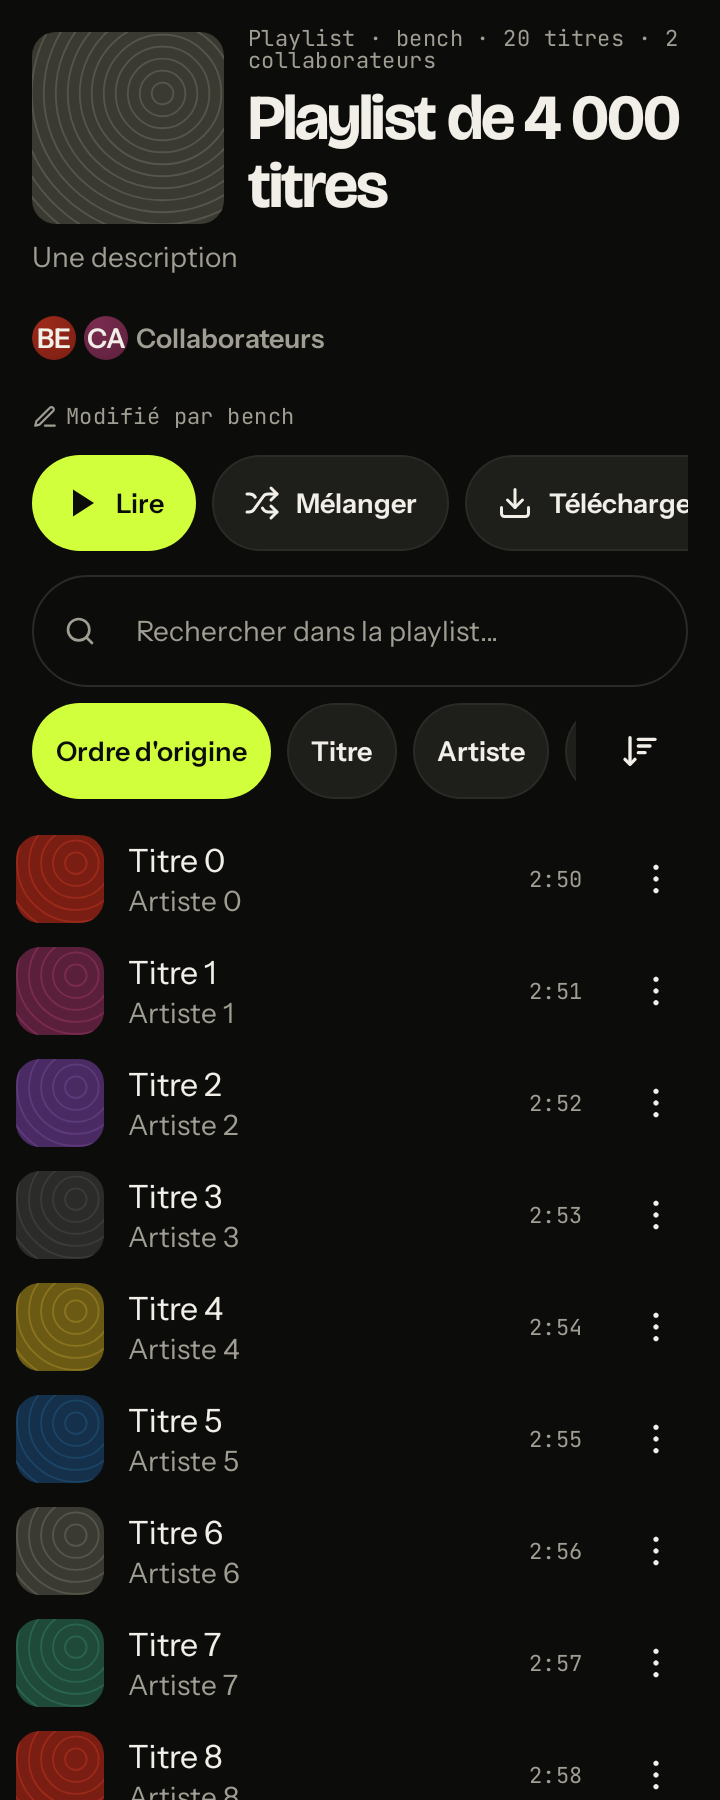 Playlist · bench · 20 titres · 2
collaborateurs
Playlist de 4 000
titres
Une description
BE CA Collaborateurs
Modifié par bench
Lire Mélanger Télécharge
Rechercher dans la playlist...
Ordre d'origine Titre Artiste
Titre 0
Artiste 0
2:50
Titre 1
Artiste 1
2:51
Titre 2
Artiste 2
2:52
Titre 3
Artiste 3
2:53
Titre 4
Artiste 4
2:54
Titre 5
Artiste 5
2:55
Titre 6
Artiste 6
2:56
Titre 7
Artiste 7
2:57
Titre 8
Artiste 8
2:58